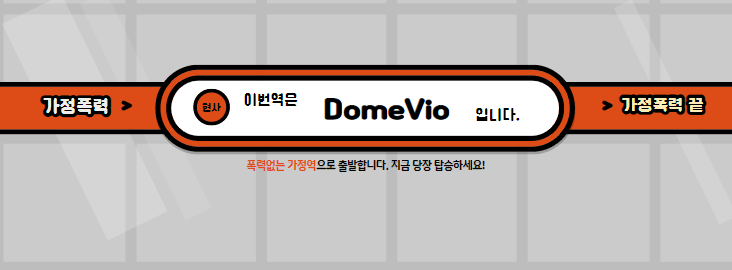 가정폭력 >
현사 이번역은 DomeVio 입니다.
> 가정폭력 끝
폭력없는 가정역으로 출발합니다. 지금 당장 탑승하세요!